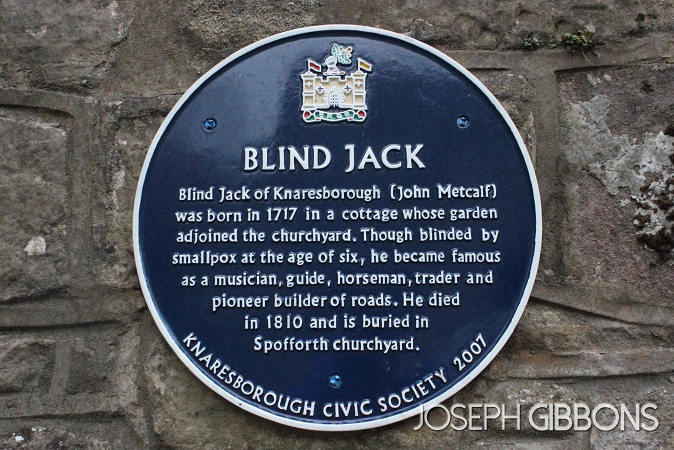 BLIND JACK
Blind Jack of Knaresborough (John Metcalf)
was born in 1717 in a cottage whose garden
adjoined the churchyard. Though blinded by
smallpox at the age of six, he became famous
as a musician, guide, horseman, trader and
pioneer builder of roads. He died
in 1810 and is buried in
Spofforth churchyard.
KNARESBOROUGH CIVIC SOCIETY 2007
JOSEPH GIBBONS